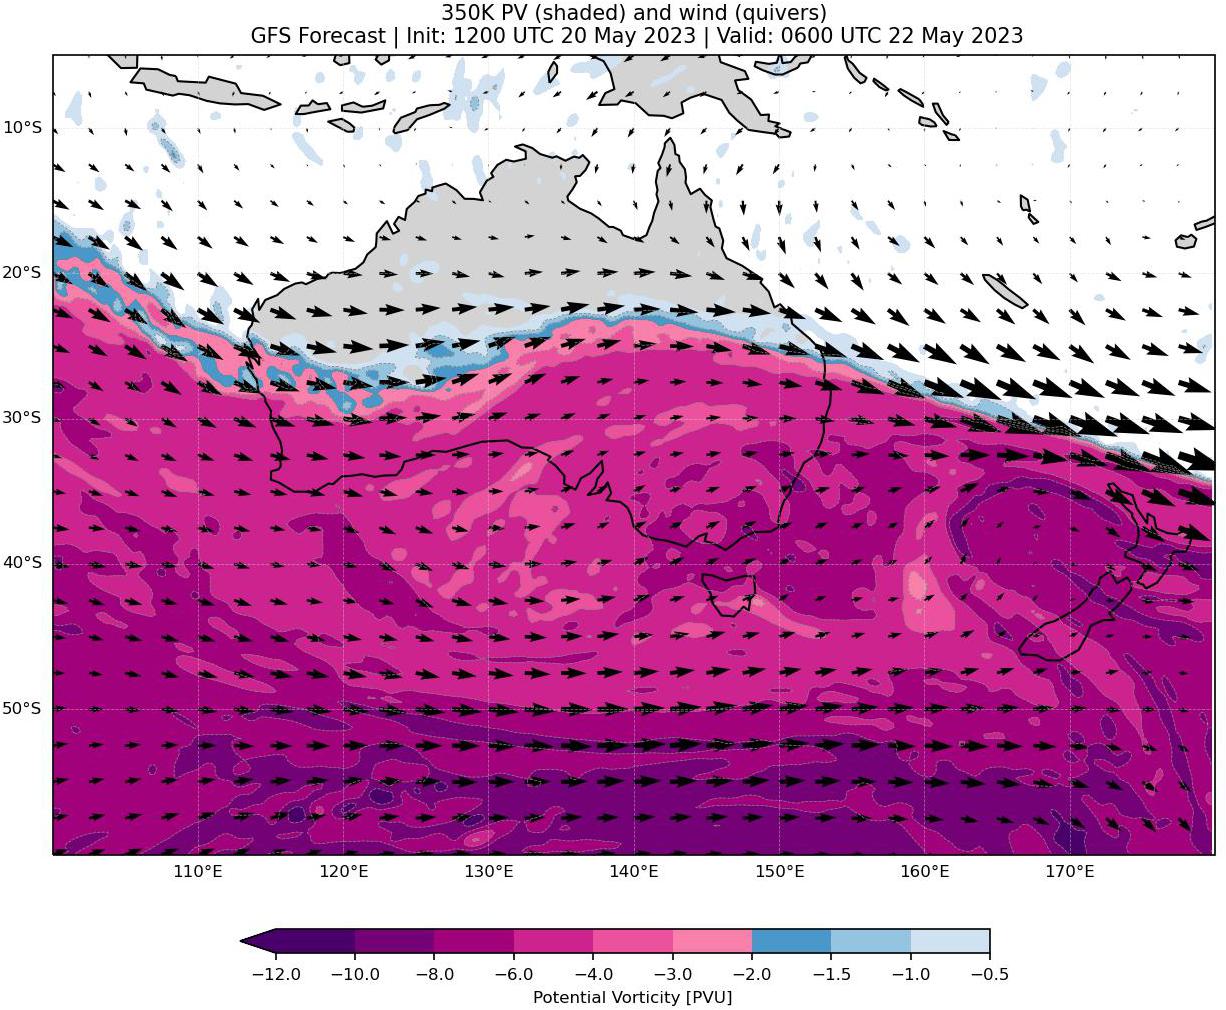 350K PV (shaded) and wind (quivers)
GFS Forecast | Init: 1200 UTC 20 May 2023 | Valid: 0600 UTC 22 May 2023
10°S
20°S
30°S
40°S
50°S
110°E 120°E 130°E 140°E 150°E 160°E 170°E
−12.0 −10.0 −8.0 −6.0 −4.0 −3.0 −2.0 −1.5 −1.0 −0.5
Potential Vorticity [PVU]